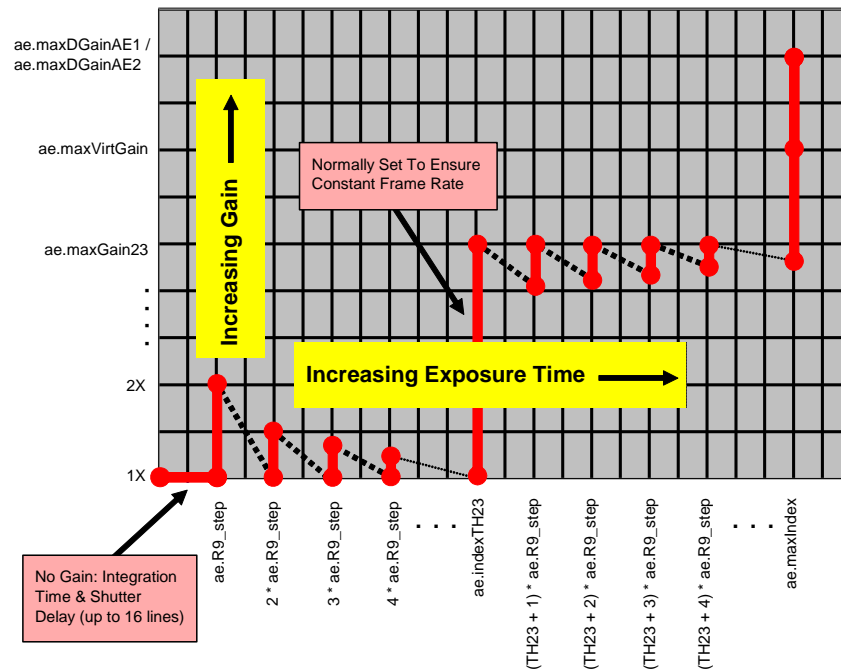 ae.maxDGainAE1 /
ae.maxDGainAE2
ae.maxVirtGain
ae.maxGain23
.
.
.
.
2X
1X
Increasing Gain
Normally Set To Ensure
Constant Frame Rate
Increasing Exposure Time
No Gain: Integration
Time & Shutter
Delay (up to 16 lines)
ae.R9_step
2 * ae.R9_step
3 * ae.R9_step
4 * ae.R9_step
. . .
ae.indexTH23
(TH23 + 1) * ae.R9_step
(TH23 + 2) * ae.R9_step
(TH23 + 3) * ae.R9_step
(TH23 + 4) * ae.R9_step
. . .
ae.maxIndex